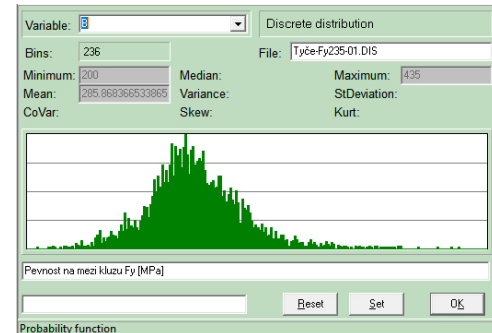 Variable: B Discrete distribution
Bins: 236 File: Tyče-Fy235-01.DIS
Minimum: 200 Median: Maximum: 435
Mean: 285.868366533865 Variance: StDeviation:
CoVar: Skew: Kurt:
Pevnost na mezi kluzu Fy [MPa]
Reset Set OK
Probability function